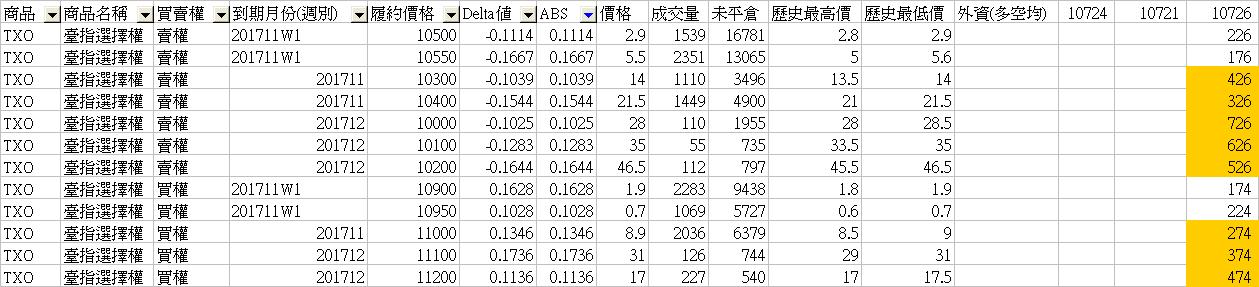 商品 商品名稱 買賣權 到期月份(週別) 履約價格 Delta值 ABS 價格 成交量 未平倉 歷史最高價 歷史最低價 外資(多空均) 10724 10721 10726
TXO 臺指選擇權 賣權 201711W1 10500 -0.1114 0.1114 2.9 1539 16781 2.8 2.9 226
TXO 臺指選擇權 賣權 201711W1 10550 -0.1667 0.1667 5.5 2351 13065 5 5.6 176
TXO 臺指選擇權 賣權 201711 10300 -0.1039 0.1039 14 1110 3496 13.5 14 426
TXO 臺指選擇權 賣權 201711 10400 -0.1544 0.1544 21.5 1449 4900 21 21.5 326
TXO 臺指選擇權 賣權 201712 10000 -0.1025 0.1025 28 110 1955 28 28.5 726
TXO 臺指選擇權 賣權 201712 10100 -0.1283 0.1283 35 55 735 33.5 35 626
TXO 臺指選擇權 賣權 201712 10200 -0.1644 0.1644 46.5 112 797 45.5 46.5 526
TXO 臺指選擇權 買權 201711W1 10900 0.1628 0.1628 1.9 2283 9438 1.8 1.9 174
TXO 臺指選擇權 買權 201711W1 10950 0.1028 0.1028 0.7 1069 5727 0.6 0.7 224
TXO 臺指選擇權 買權 201711 11000 0.1346 0.1346 8.9 2036 6379 8.5 9 274
TXO 臺指選擇權 買權 201712 11100 0.1736 0.1736 31 126 744 29 31 374
TXO 臺指選擇權 買權 201712 11200 0.1136 0.1136 17 227 540 17 17.5 474